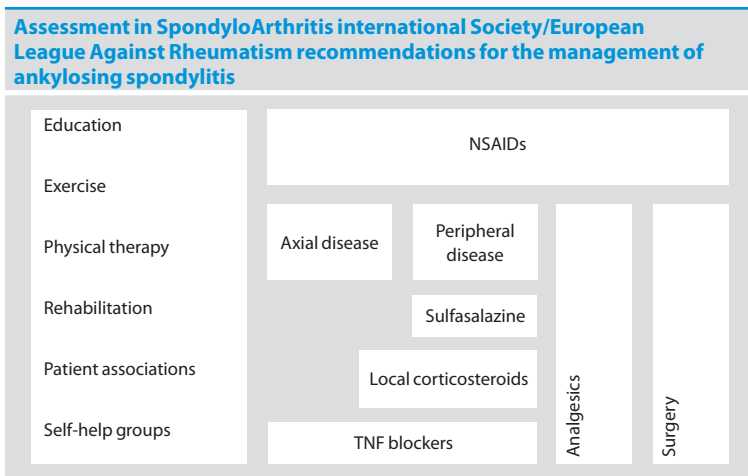 Assessment in SpondyloArthritis international Society/European
League Against Rheumatism recommendations for the management of
ankylosing spondylitis
Education
Exercise
Physical therapy
Rehabilitation
Patient associations
Self-help groups
NSAIDs
Axial disease
Peripheral
disease
Sulfasalazine
Local corticosteroids
TNF blockers
Analgesics
Surgery